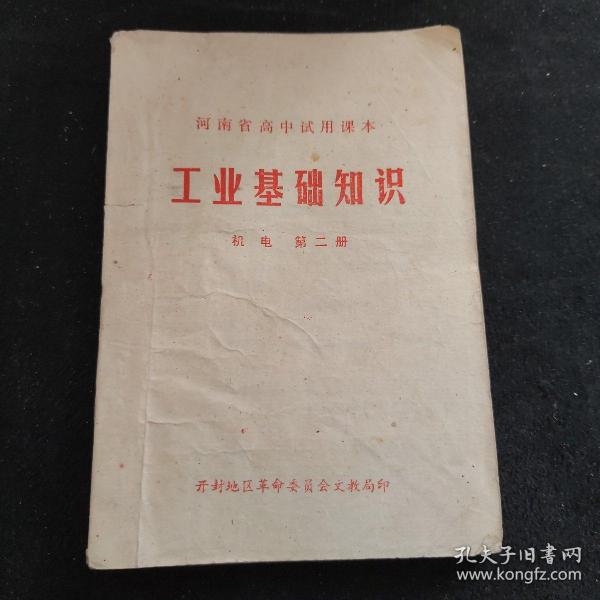 河南省高中试用课本
工业基础知识
机电 第二册
开封地区革命委员会文教局印
孔夫子旧书网
www.kongfz.com